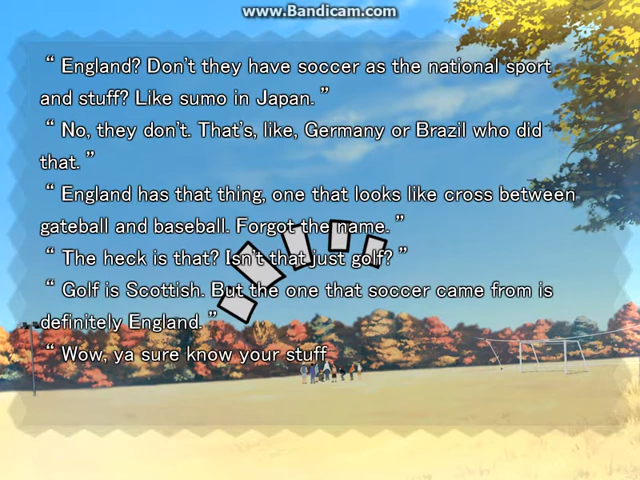 www.Bandicam.com
“ England? Don't they have soccer as the national sport
and stuff? Like sumo in Japan. ”
“ No, they don't. That's, like, Germany or Brazil who did
that. ”
“ England has that thing, one that looks like cross between
gateball and baseball. Forgot the name. ”
“ The heck is that? Isn't that just golf? ”
“ Golf is Scottish. But the one that soccer came from is
definitely England. ”
“ Wow, ya sure know your stuff